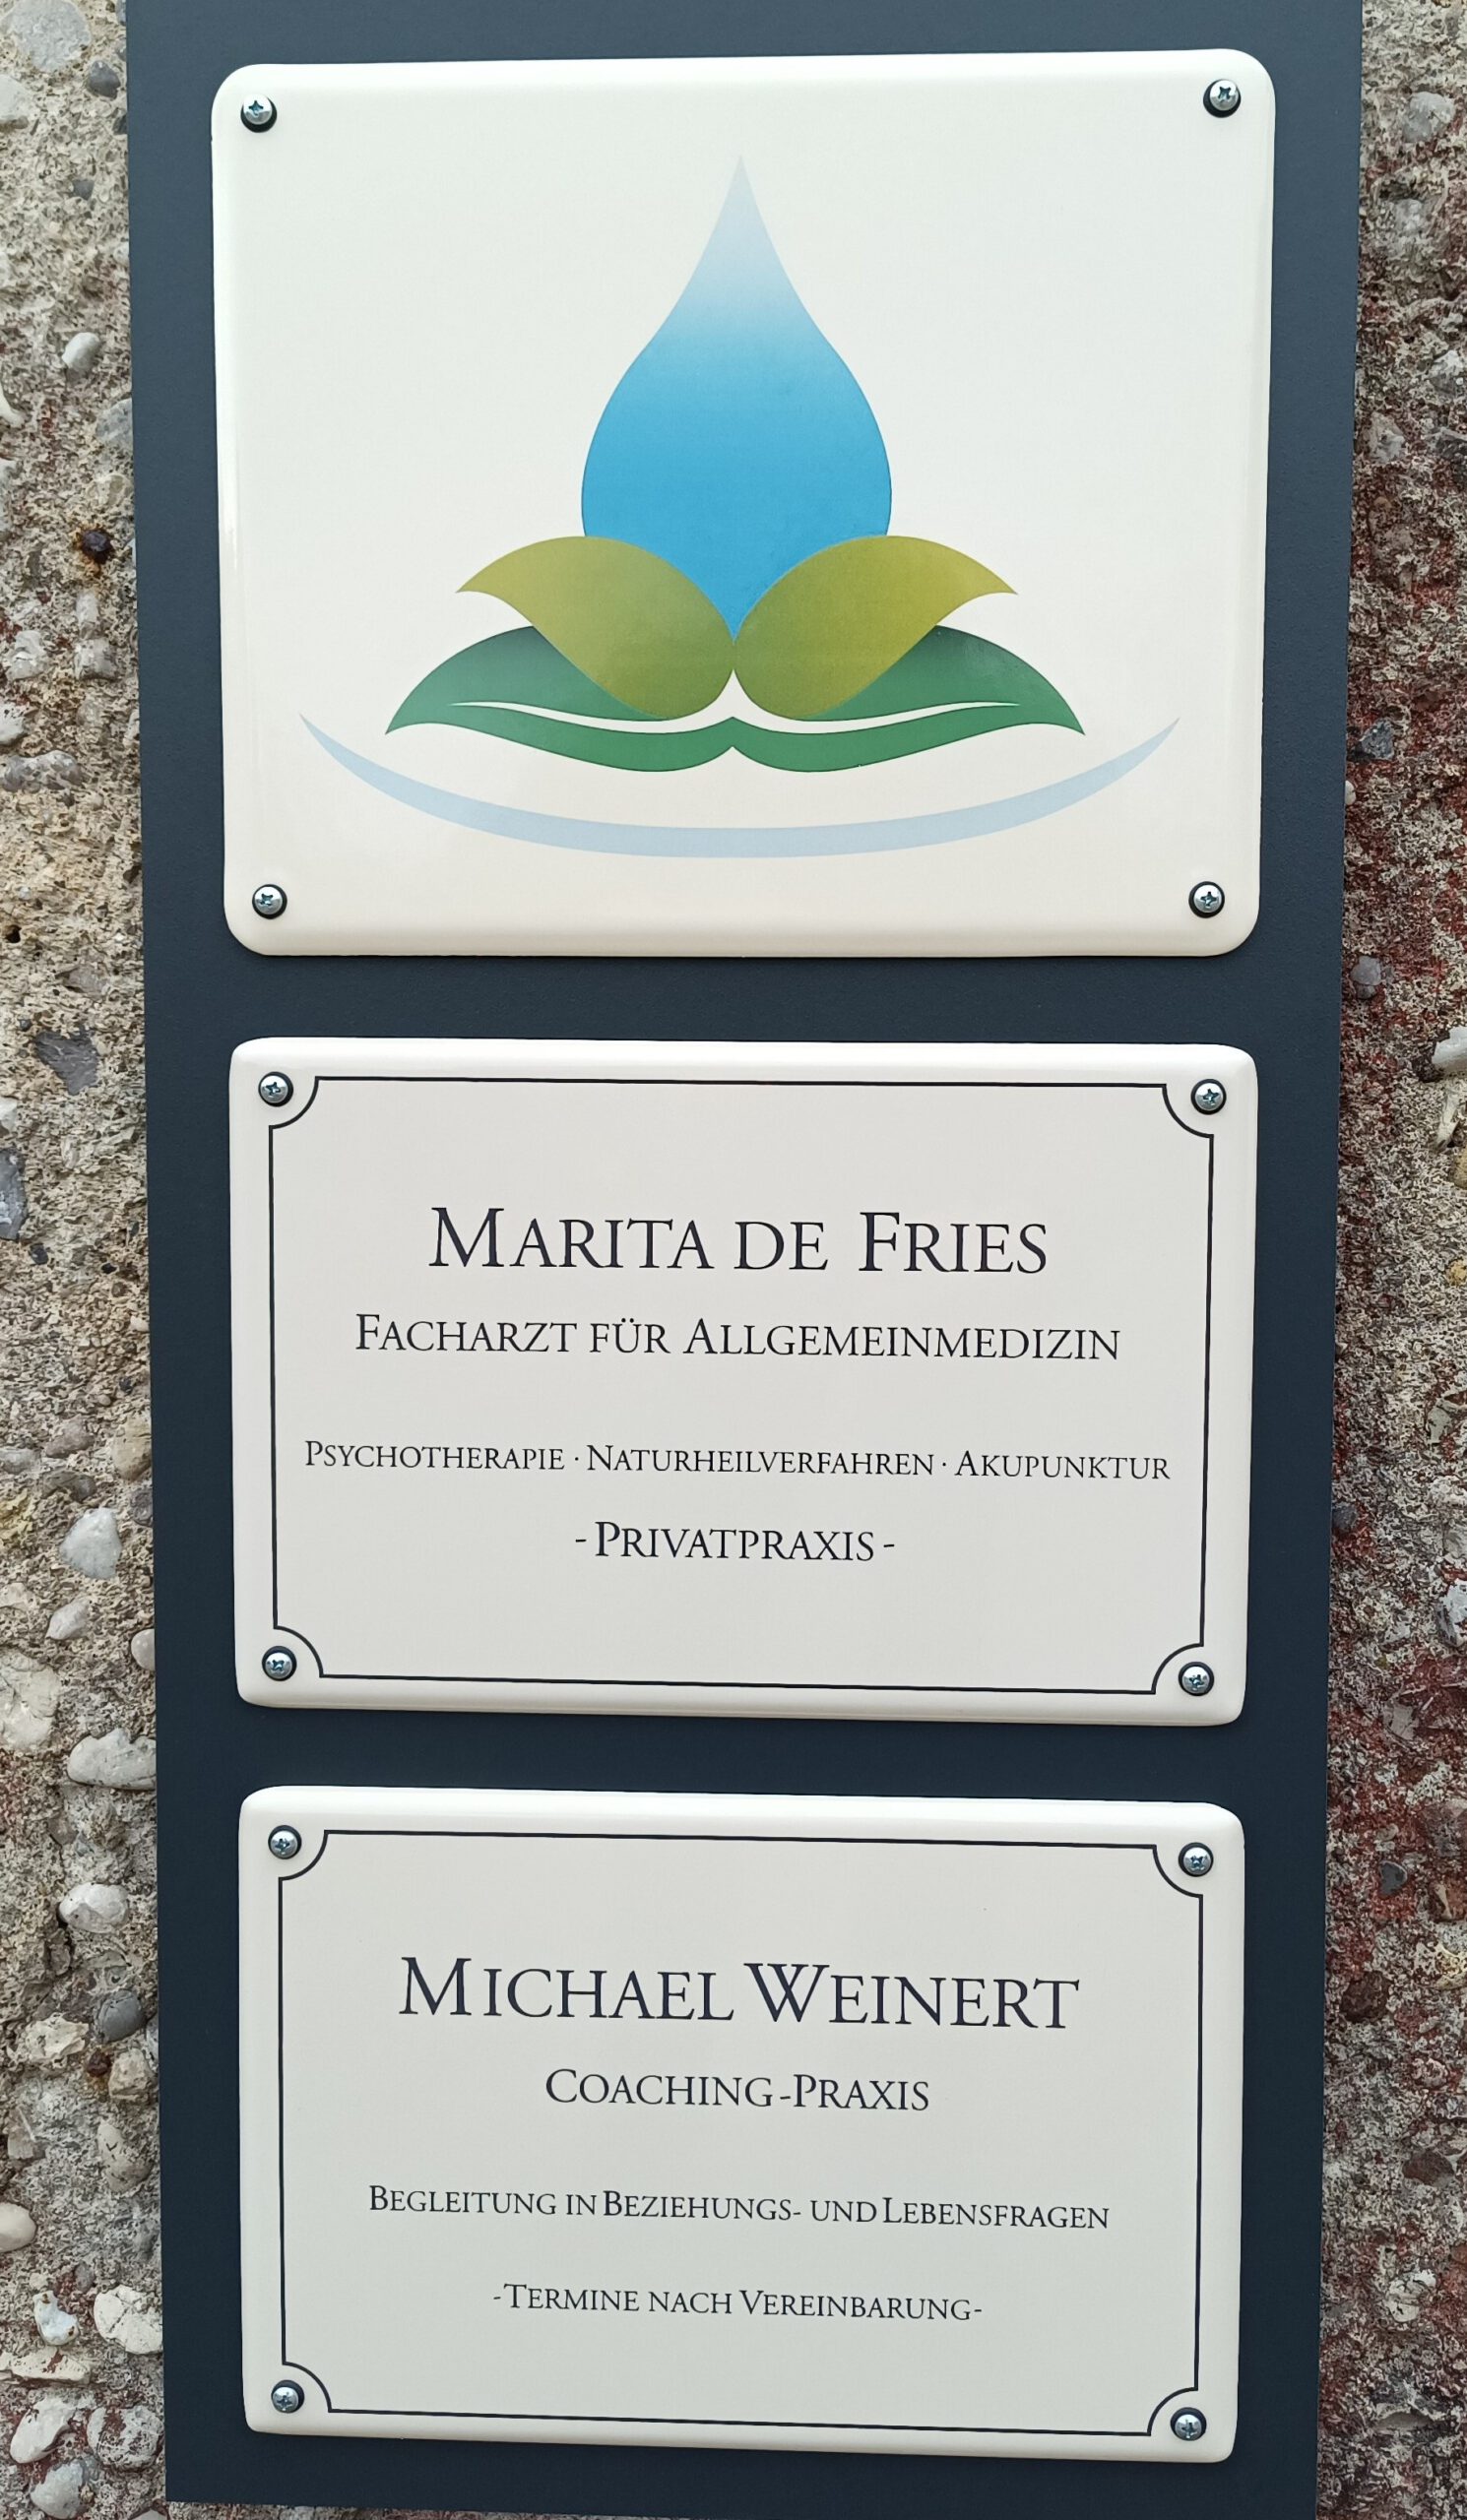 Marita de Fries
Facharzt für Allgemeinmedizin
Psychotherapie · Naturheilverfahren · Akupunktur
- Privatpraxis -
Michael Weinert
Coaching-Praxis
Begleitung in Beziehungs- und Lebensfragen
-Termine nach Vereinbarung-